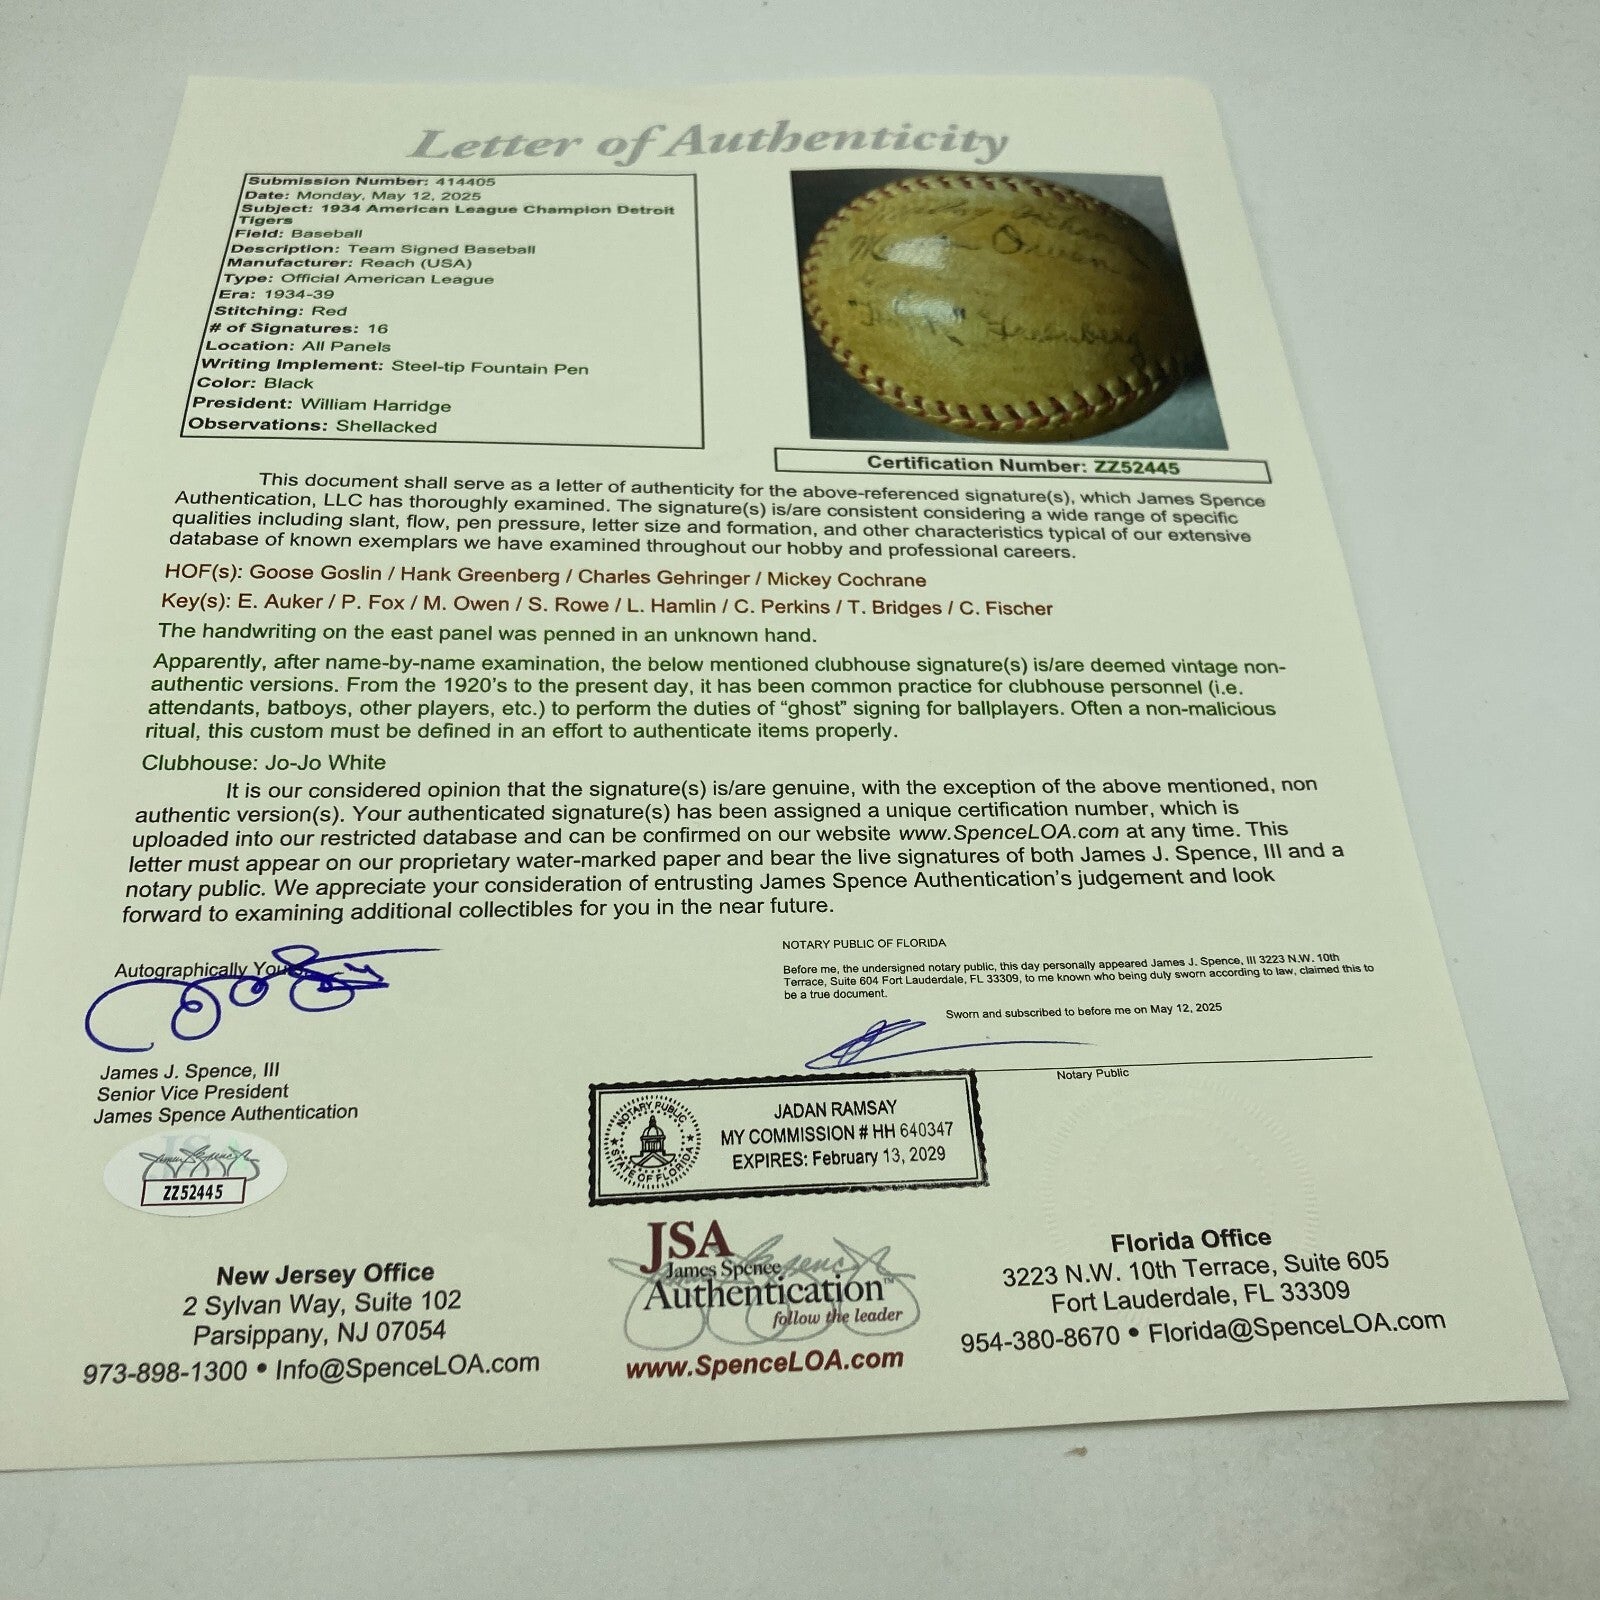 Letter of Authenticity
Submission Number: 414405
Date: Monday, May 12, 2025
Subject: 1934 American League Champion Detroit
Tigers
Field: Baseball
Description: Team Signed Baseball
Manufacturer: Reach (USA)
Type: Official American League
Era: 1934-39
Stitching: Red
# of Signatures: 16
Location: All Panels
Writing Implement: Steel-tip Fountain Pen
Color: Black
President: William Harridge
Observations: Shellacked
Owen
Greenberg
Certification Number: ZZ52445
This document shall serve as a letter of authenticity for the above-referenced signature(s), which James Spence
Authentication, LLC has thoroughly examined. The signature(s) is/are consistent considering a wide range of specific
qualities including slant, flow, pen pressure, letter size and formation, and other characteristics typical of our extensive
database of known exemplars we have examined throughout our hobby and professional careers.
HOF(s): Goose Goslin / Hank Greenberg / Charles Gehringer / Mickey Cochrane
Key(s): E. Auker / P. Fox / M. Owen / S. Rowe / L. Hamlin / C. Perkins / T. Bridges / C. Fischer
The handwriting on the east panel was penned in an unknown hand.
Apparently, after name-by-name examination, the below mentioned clubhouse signature(s) is/are deemed vintage non-
authentic versions. From the 1920's to the present day, it has been common practice for clubhouse personnel (i.e.
attendants, batboys, other players, etc.) to perform the duties of “ghost” signing for ballplayers. Often a non-malicious
ritual, this custom must be defined in an effort to authenticate items properly.
Clubhouse: Jo-Jo White
It is our considered opinion that the signature(s) is/are genuine, with the exception of the above mentioned, non
authentic version(s). Your authenticated signature(s) has been assigned a unique certification number, which is
uploaded into our restricted database and can be confirmed on our website www.SpenceLOA.com at any time. This
letter must appear on our proprietary water-marked paper and bear the live signatures of both James J. Spence, III and a
notary public. We appreciate your consideration of entrusting James Spence Authentication's judgement and look
forward to examining additional collectibles for you in the near future.
Autographically Yours
James J. Spence, III
Senior Vice President
James Spence Authentication
NOTARY PUBLIC OF FLORIDA
Before me, the undersigned notary public, this day personally appeared James J. Spence, III 3223 N.W. 10th
Terrace, Suite 604 Fort Lauderdale, FL 33309, to me known who being duly sworn according to law, claimed this to
be a true document.
Sworn and subscribed to before me on May 12, 2025
Notary Public
NOTARY PUBLIC
STATE OF FLORIDA
JADAN RAMSAY
MY COMMISSION # HH 640347
EXPIRES: February 13, 2029
ZZ52445
New Jersey Office
2 Sylvan Way, Suite 102
Parsippany, NJ 07054
973-898-1300 • Info@SpenceLOA.com
JSA
James Spence
Authentication™
follow the leader
www.SpenceLOA.com
Florida Office
3223 N.W. 10th Terrace, Suite 605
Fort Lauderdale, FL 33309
954-380-8670 • Florida@SpenceLOA.com